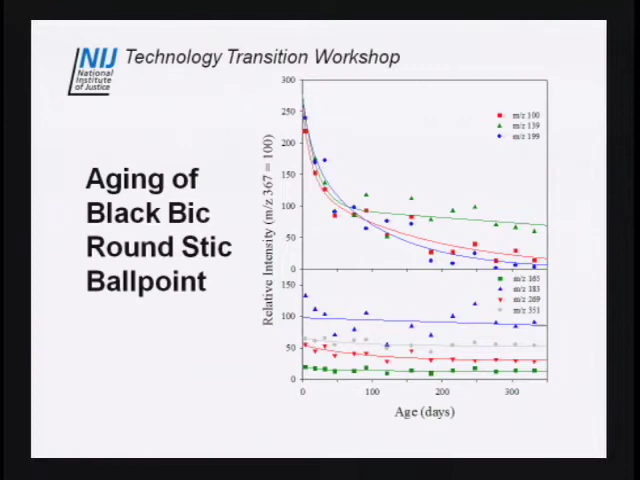 NIJ
National
Institute
of Justice
Technology Transition Workshop
Aging of
Black Bic
Round Stic
Ballpoint
Relative Intensity (m/z 367 = 100)
300
250
200
150
100
50
0
m/z 100
m/z 139
m/z 199
150
100
50
0
m/z 165
m/z 183
m/z 269
m/z 351
0
100
200
300
Age (days)